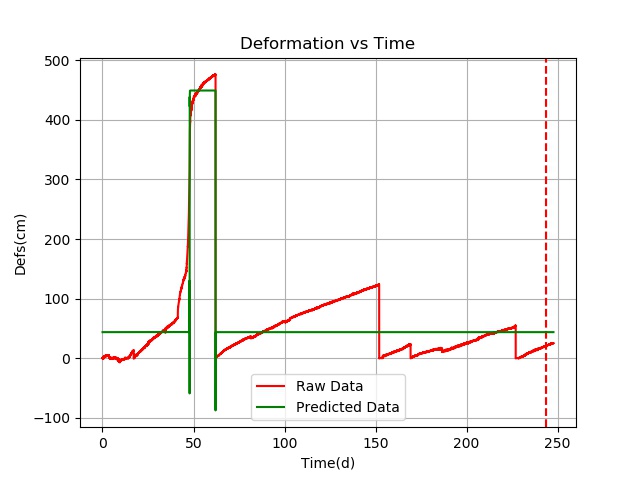 Deformation vs Time
500
400
300
200
100
0
−100
Defs(cm)
Raw Data
Predicted Data
0 50 100 150 200 250
Time(d)